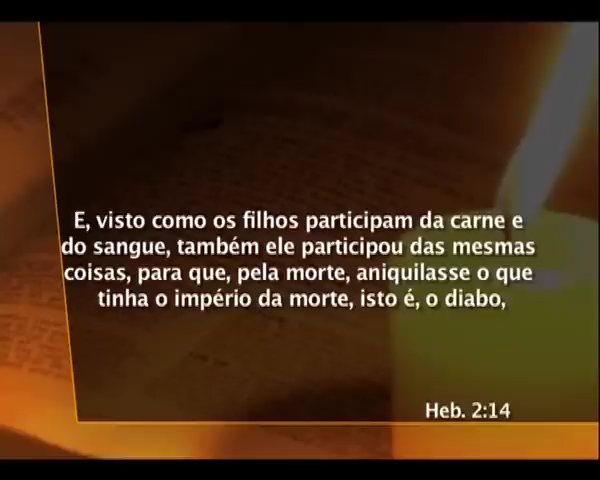 E, visto como os filhos participam da carne e
do sangue, também ele participou das mesmas
coisas, para que, pela morte, aniquilasse o que
tinha o império da morte, isto é, o diabo,
Heb. 2:14